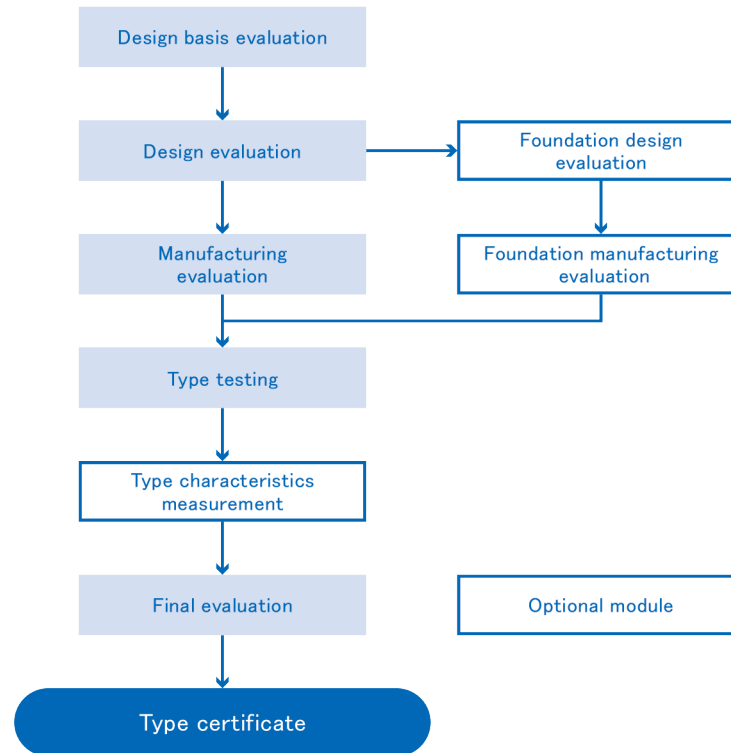 Design basis evaluation
Design evaluation
Foundation design
evaluation
Manufacturing
evaluation
Foundation manufacturing
evaluation
Type testing
Type characteristics
measurement
Final evaluation
Optional module
Type certificate